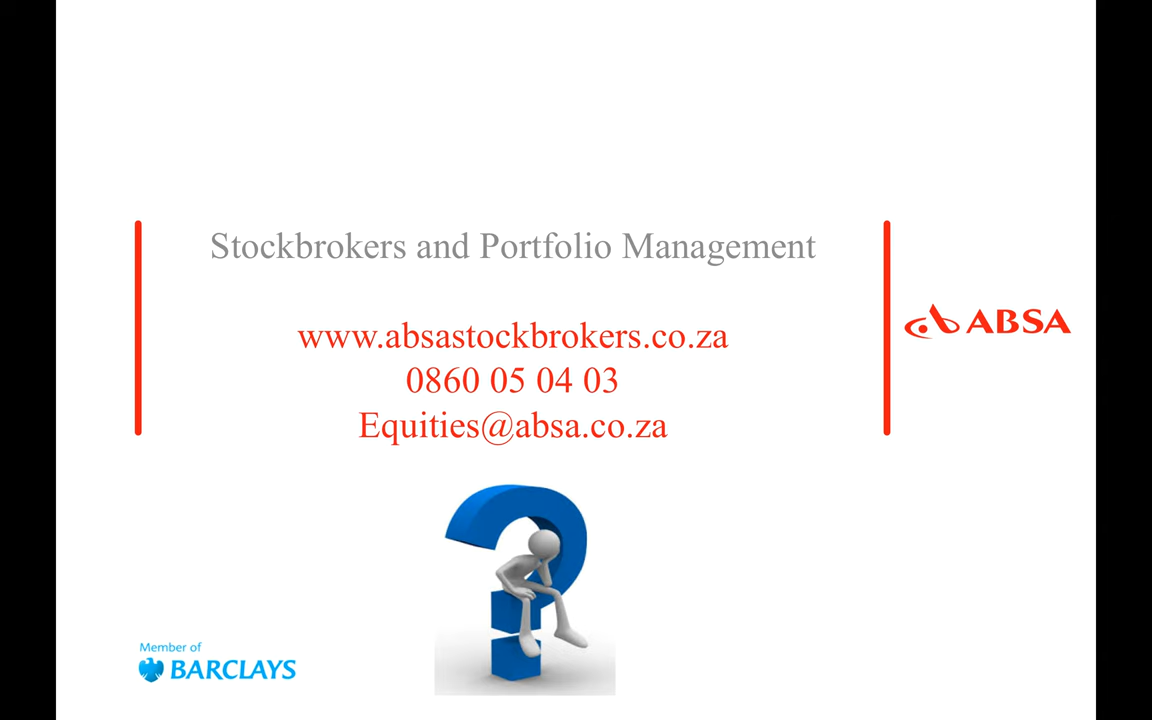 Stockbrokers and Portfolio Management
www.absastockbrokers.co.za
0860 05 04 03
Equities@absa.co.za
ABSA
Member of
BARCLAYS